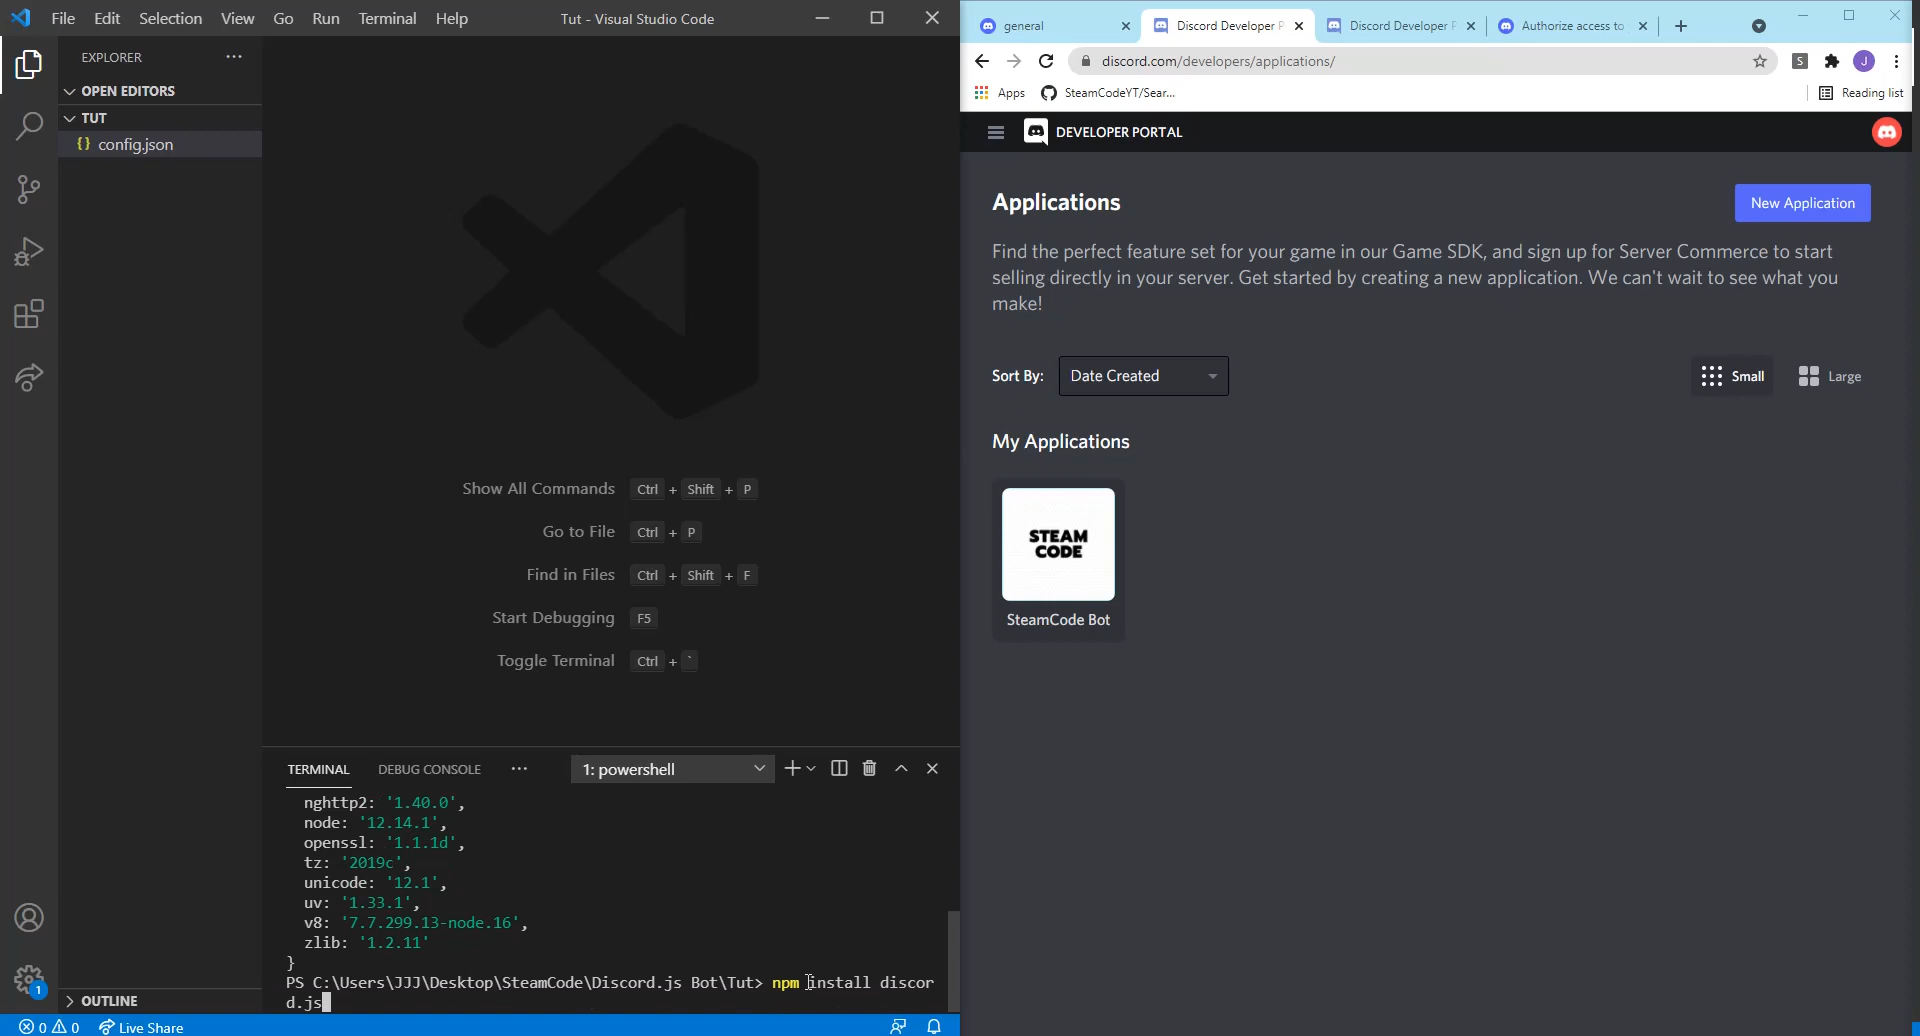 File Edit Selection View Go Run Terminal Help
Tut - Visual Studio Code
EXPLORER
OPEN EDITORS
TUT
{} config.json
Show All Commands Ctrl + Shift + P
Go to File Ctrl + P
Find in Files Ctrl + Shift + F
Start Debugging F5
Toggle Terminal Ctrl + `
TERMINAL DEBUG CONSOLE 1: powershell
nghttp2: '1.40.0',
node: '12.14.1',
openssl: '1.1.1d',
tz: '2019c',
unicode: '12.1',
uv: '1.33.1',
v8: '7.7.299.13-node.16',
zlib: '1.2.11'
}
PS C:\Users\JJJ\Desktop\SteamCode\Discord.js Bot\Tut> npm install discor
d.js
1
OUTLINE
0 0 Live Share
general Discord Developer P Discord Developer P Authorize access to
discord.com/developers/applications/
S J
Apps SteamCodeYT/Sear... Reading list
DEVELOPER PORTAL
Applications
New Application
Find the perfect feature set for your game in our Game SDK, and sign up for Server Commerce to start
selling directly in your server. Get started by creating a new application. We can't wait to see what you
make!
Sort By: Date Created Small Large
My Applications
STEAM
CODE
SteamCode Bot